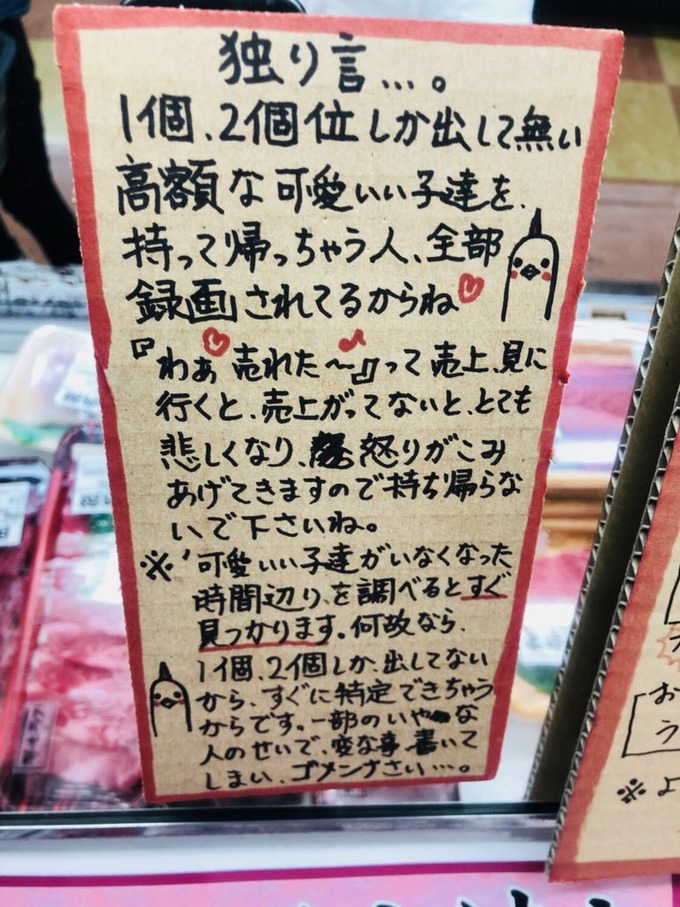 独り言…。
1個、2個位しか出して無い
高額な可愛いい子達を、
持って帰っちゃう人、全部
録画されてるからね
『わぁ売れた〜』って売上、見に
行くと、売上がってないと、とても
悲しくなり、怒りがこみ
あげてきますので持ち帰らな
いで下さいね。
※'可愛いい子達がいなくなった
時間辺り、を調べるとすぐ
見つかります。何故なら、
1個、2個しか、出してない
から、すぐに特定できちゃう
からです。一部のいやな
人のせいで、変な事書いて
しまい、ゴメンナさい…。
お
う
※よ